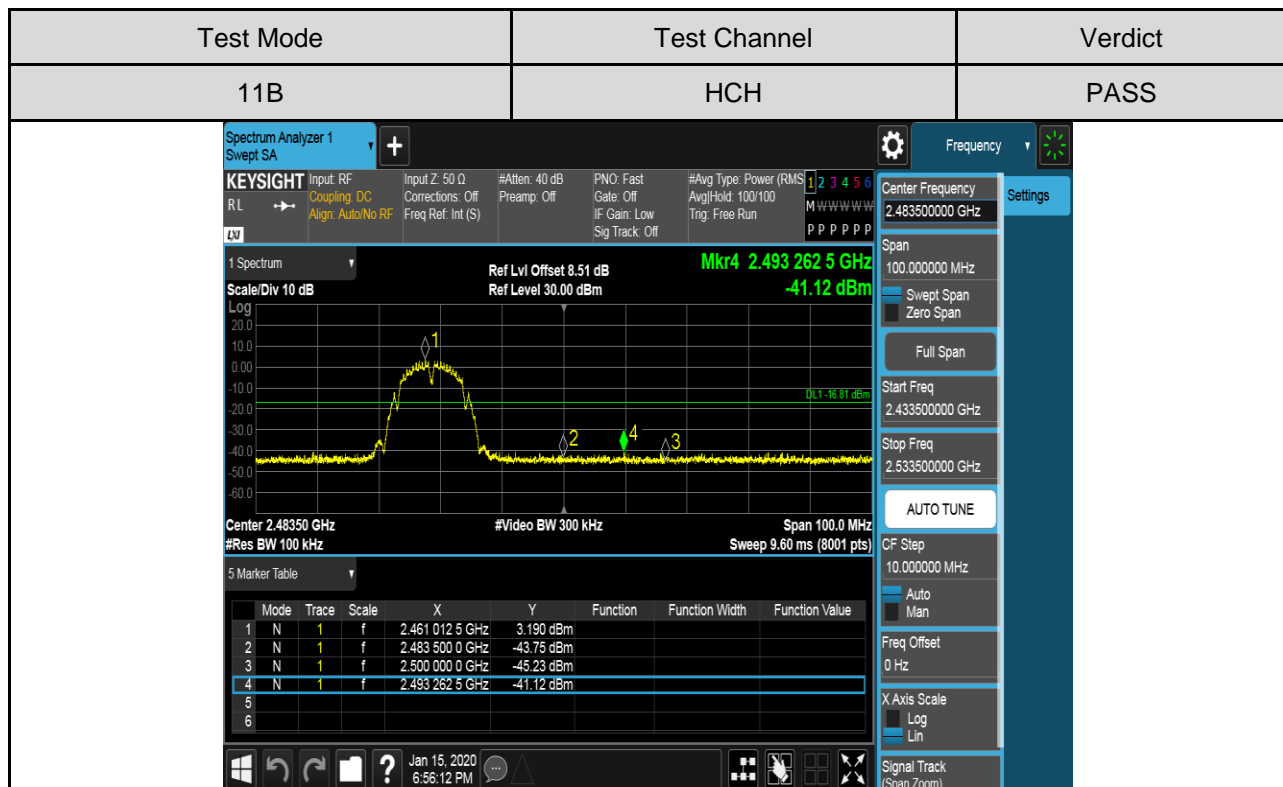 Test Mode Test Channel Verdict
11B HCH PASS
Spectrum Analyzer 1
Swept SA
+
Frequency
KEYSIGHT
RL
LXI
Input: RF
Coupling: DC
Align: Auto/No RF
Input Z: 50 Ω
Corrections: Off
Freq Ref: Int (S)
#Atten: 40 dB
Preamp: Off
PNO: Fast
Gate: Off
IF Gain: Low
Sig Track: Off
#Avg Type: Power (RMS
Avg|Hold: 100/100
Trig: Free Run
1 2 3 4 5 6
M W W W W W
P P P P P P
1 Spectrum
Scale/Div 10 dB
Ref Lvl Offset 8.51 dB
Ref Level 30.00 dBm
Mkr4 2.493 262 5 GHz
-41.12 dBm
Log
20.0
10.0
0.00
-10.0
-20.0
-30.0
-40.0
-50.0
-60.0
1
DL1 -16.81 dBm
2
4
3
Center 2.48350 GHz #Video BW 300 kHz Span 100.0 MHz
#Res BW 100 kHz Sweep 9.60 ms (8001 pts)
5 Marker Table
Mode Trace Scale X Y Function Function Width Function Value
1 N 1 f 2.461 012 5 GHz 3.190 dBm
2 N 1 f 2.483 500 0 GHz -43.75 dBm
3 N 1 f 2.500 000 0 GHz -45.23 dBm
4 N 1 f 2.493 262 5 GHz -41.12 dBm
5
6
?
Jan 15, 2020
6:56:12 PM
Center Frequency
2.483500000 GHz
Settings
Span
100.000000 MHz
Swept Span
Zero Span
Full Span
Start Freq
2.433500000 GHz
Stop Freq
2.533500000 GHz
AUTO TUNE
CF Step
10.000000 MHz
Auto
Man
Freq Offset
0 Hz
X Axis Scale
Log
Lin
Signal Track
(Span Zoom)